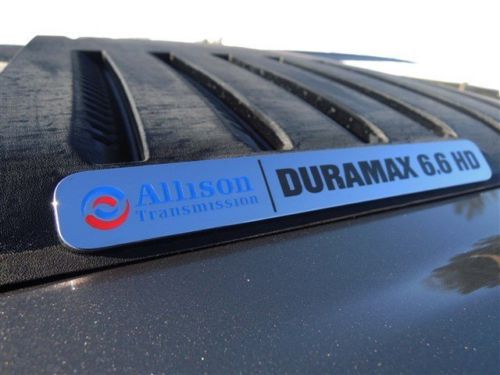 Allison
Transmission
DURAMAX 6.6 HD